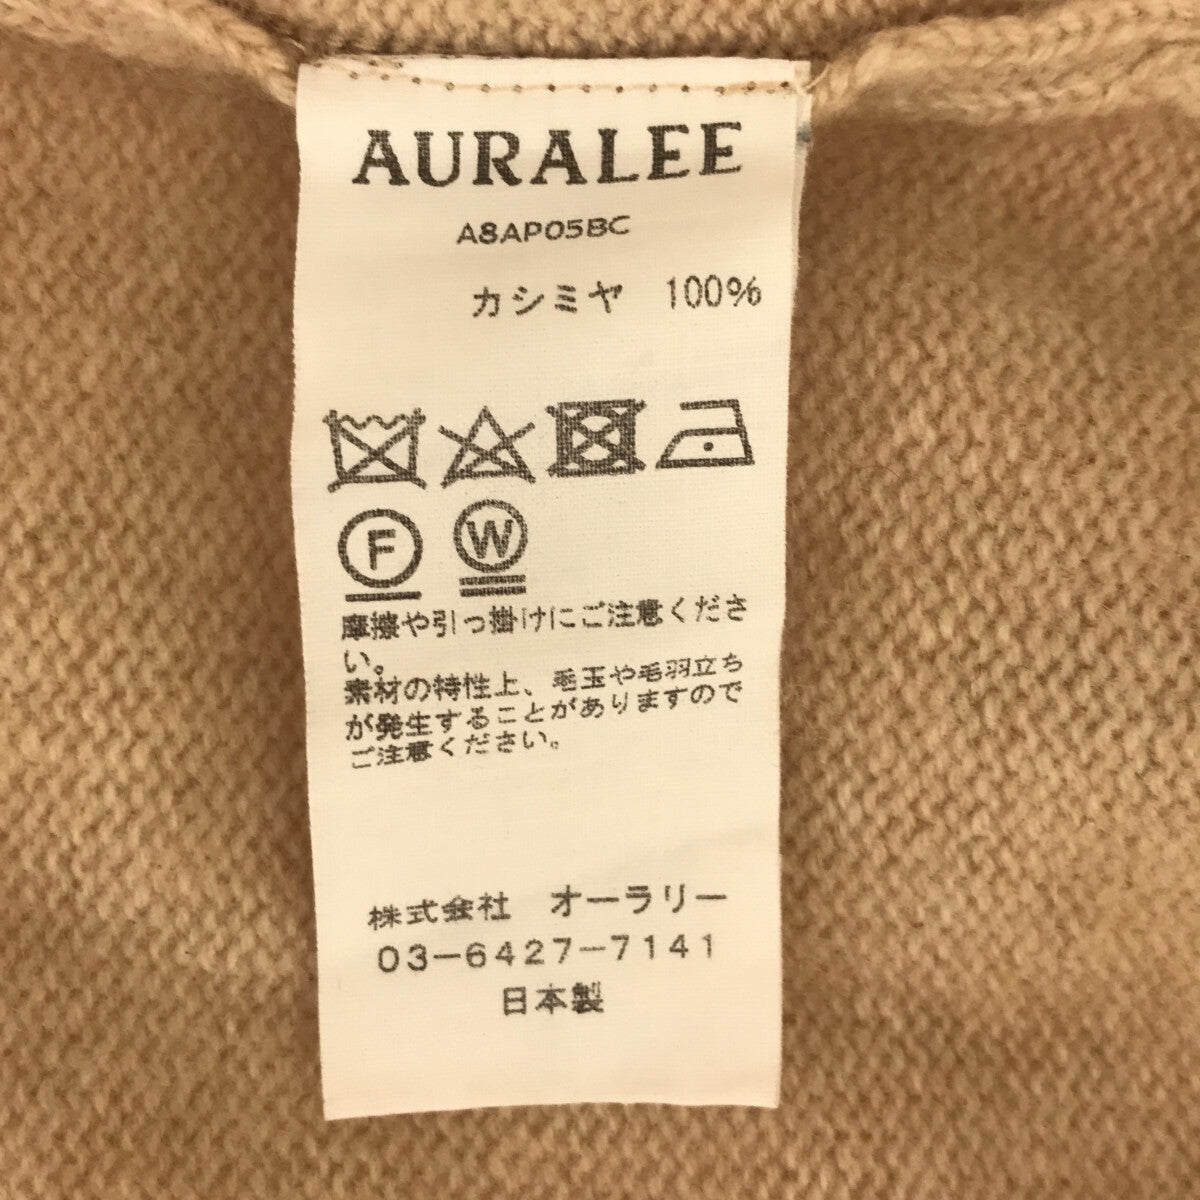 AURALEE
A8AP05BC
カシミヤ 100%
F W
摩擦や引っ掛けにご注意くださ
い。
素材の特性上、毛玉や毛羽立ち
が発生することがありますので
ご注意ください。
株式会社 オーラリー
03-6427-7141
日本製